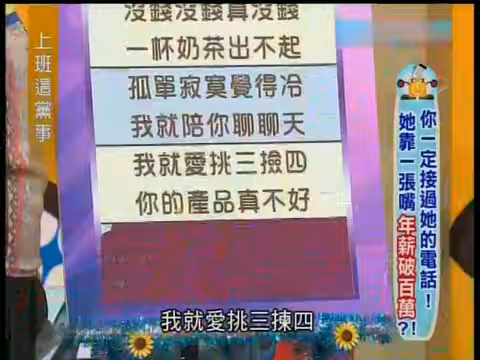 沒錢沒錢真沒錢
一杯奶茶出不起
孤單寂寞覺得冷
我就陪你聊聊天
我就愛挑三撿四
你的產品真不好
上班這黨事
你一定接過她的電話！
她靠一張嘴年薪破百萬?!
我就愛挑三揀四